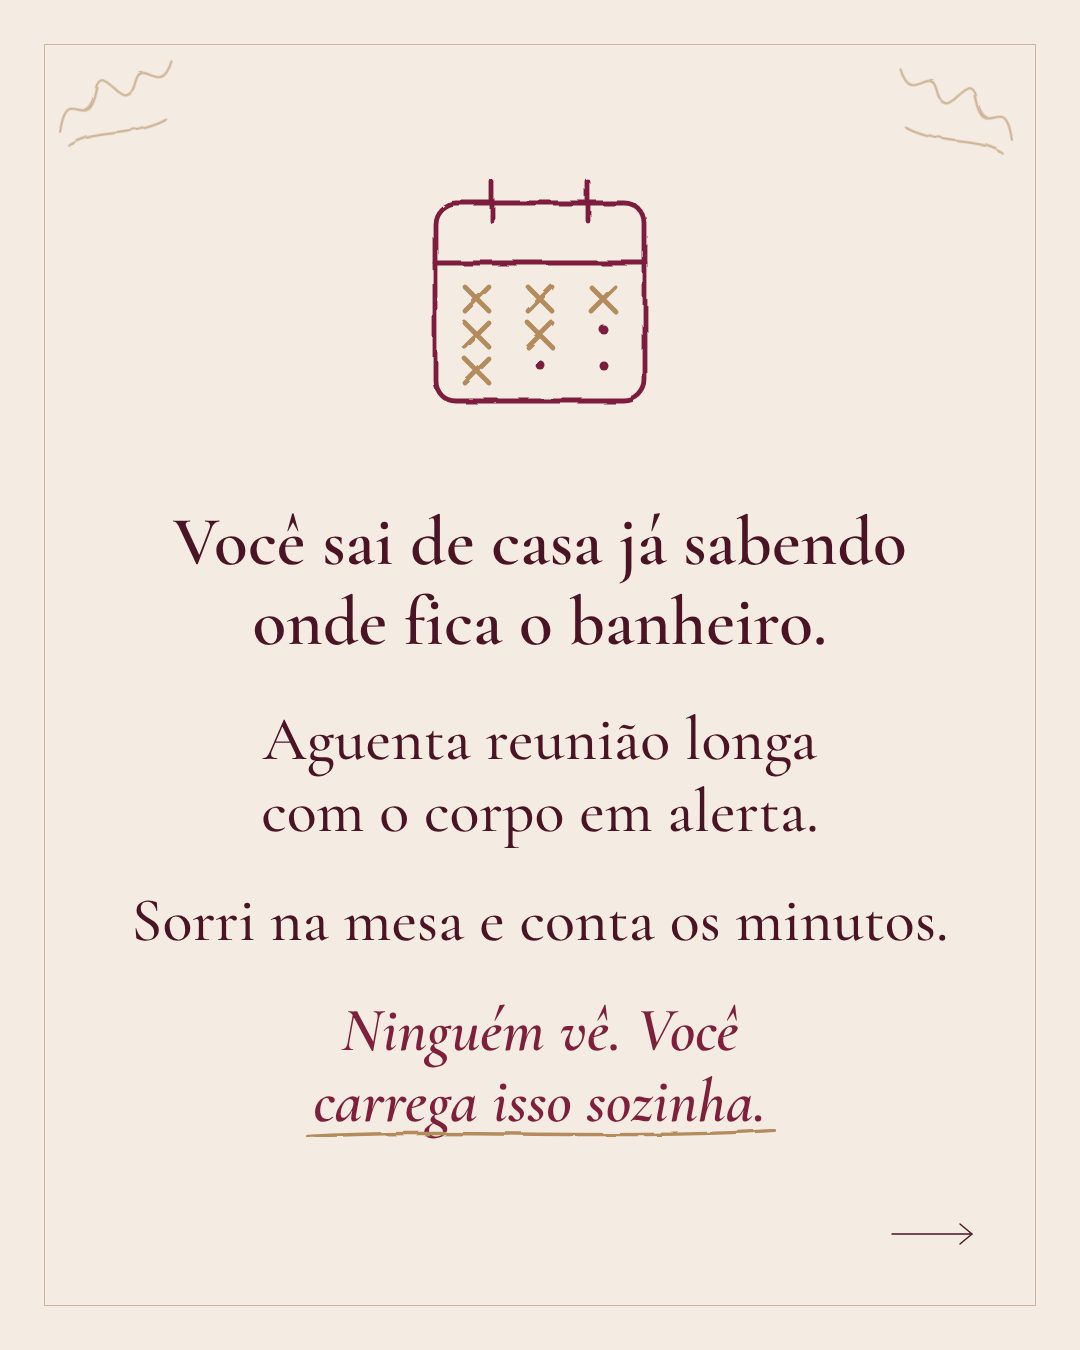 Você sai de casa já sabendo
onde fica o banheiro.
Aguenta reunião longa
com o corpo em alerta.
Sorri na mesa e conta os minutos.
Ninguém vê. Você
carrega isso sozinha.